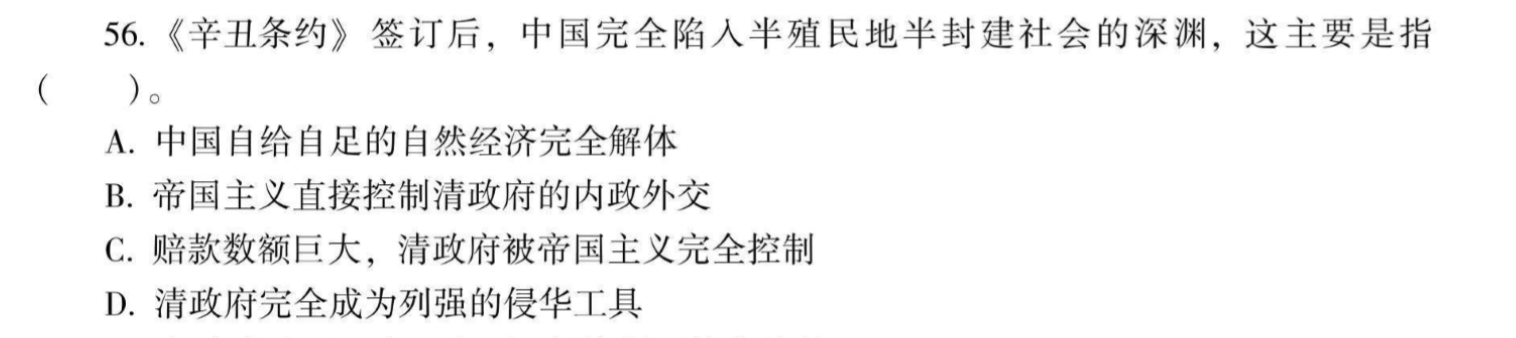 56.《辛丑条约》签订后，中国完全陷入半殖民地半封建社会的深渊，这主要是指
（　　）。
A. 中国自给自足的自然经济完全解体
B. 帝国主义直接控制清政府的内政外交
C. 赔款数额巨大，清政府被帝国主义完全控制
D. 清政府完全成为列强的侵华工具